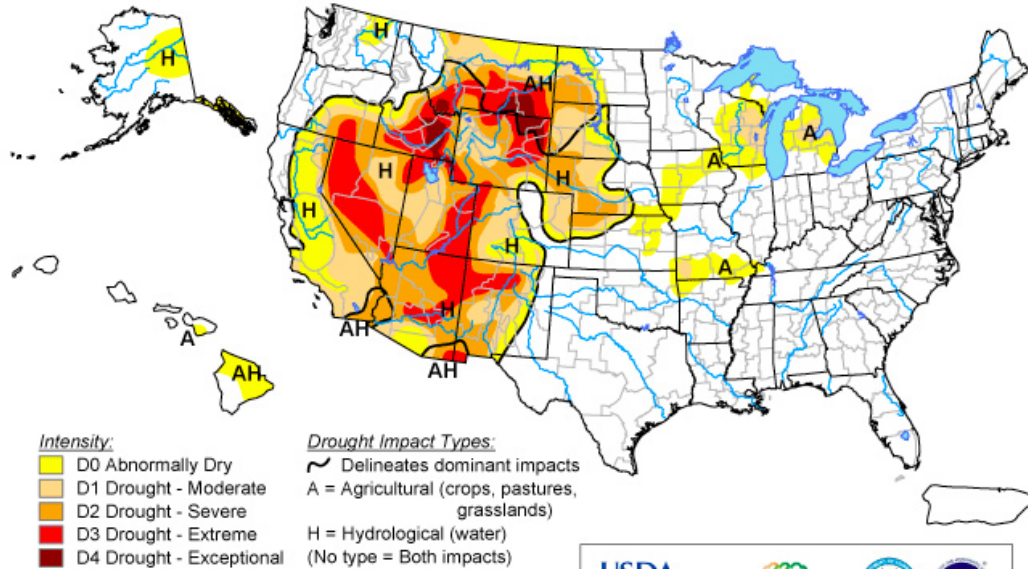 H
H
AH
A
A
H
H
H
H
A
H
AH
A
AH
AH
Intensity:
D0 Abnormally Dry
D1 Drought - Moderate
D2 Drought - Severe
D3 Drought - Extreme
D4 Drought - Exceptional
Drought Impact Types:
Delineates dominant impacts
A = Agricultural (crops, pastures,
grasslands)
H = Hydrological (water)
(No type = Both impacts)
USDA